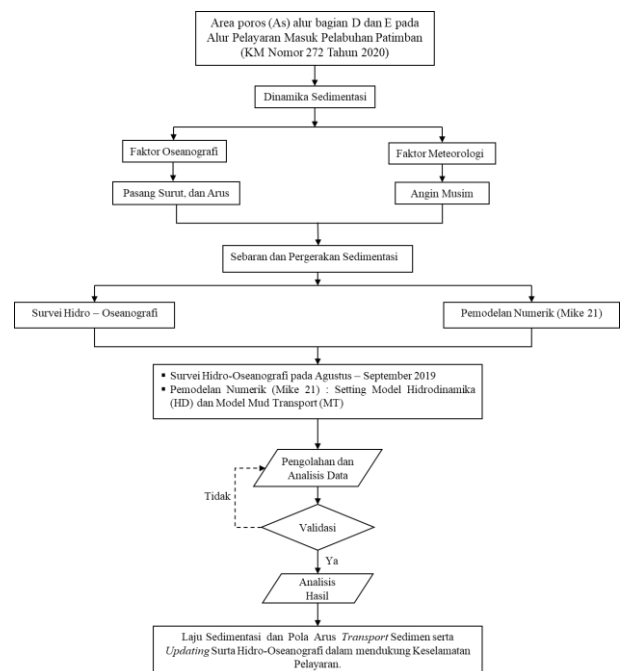 Area poros (As) alur bagian D dan E pada
Alur Pelayaran Masuk Pelabuhan Patimban
(KM Nomor 272 Tahun 2020)
Dinamika Sedimentasi
Faktor Oseanografi
Faktor Meteorologi
Pasang Surut, dan Arus
Angin Musim
Sebaran dan Pergerakan Sedimentasi
Survei Hidro – Oseanografi
Pemodelan Numerik (Mike 21)
▪ Survei Hidro-Oseanografi pada Agustus – September 2019
▪ Pemodelan Numerik (Mike 21) : Setting Model Hidrodinamika
(HD) dan Model Mud Transport (MT)
Pengolahan dan
Analisis Data
Tidak
Validasi
Ya
Analisis
Hasil
Laju Sedimentasi dan Pola Arus Transport Sedimen serta
Updating Surta Hidro-Oseanografi dalam mendukung Keselamatan
Pelayaran.